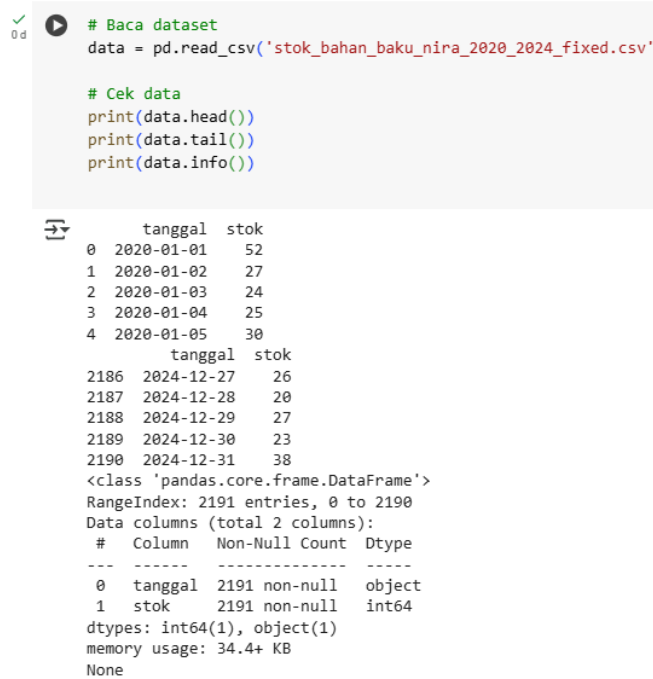 0 d
# Baca dataset
data = pd.read_csv('stok_bahan_baku_nira_2020_2024_fixed.csv'
# Cek data
print(data.head())
print(data.tail())
print(data.info())
tanggal stok
0 2020-01-01 52
1 2020-01-02 27
2 2020-01-03 24
3 2020-01-04 25
4 2020-01-05 30
tanggal stok
2186 2024-12-27 26
2187 2024-12-28 20
2188 2024-12-29 27
2189 2024-12-30 23
2190 2024-12-31 38
<class 'pandas.core.frame.DataFrame'>
RangeIndex: 2191 entries, 0 to 2190
Data columns (total 2 columns):
# Column Non-Null Count Dtype
--- ------ -------------- -----
0 tanggal 2191 non-null object
1 stok 2191 non-null int64
dtypes: int64(1), object(1)
memory usage: 34.4+ KB
None